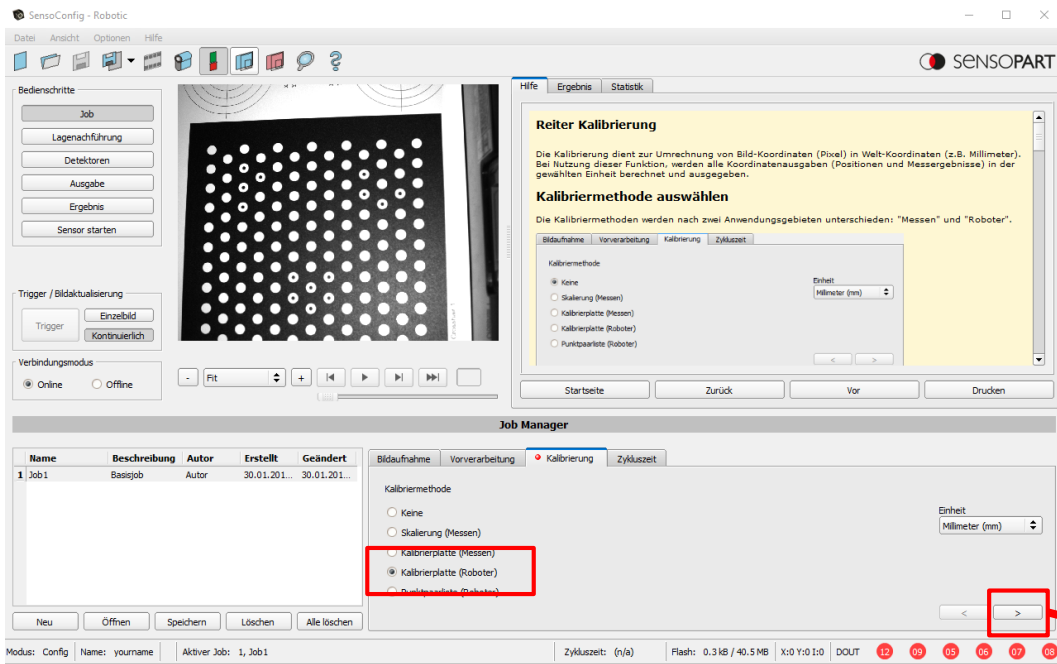 SensoConfig - Robotic
Datei Ansicht Optionen Hilfe
SENSOPART
Bedienschritte
Job
Lagenachführung
Detektoren
Ausgabe
Ergebnis
Sensor starten
Trigger / Bildaktualisierung
Trigger
Einzelbild
Kontinuierlich
Verbindungsmodus
Online Offline
- Fit +
Hilfe Ergebnis Statistik
Reiter Kalibrierung
Die Kalibrierung dient zur Umrechnung von Bild-Koordinaten (Pixel) in Welt-Koordinaten (z.B. Millimeter).
Bei Nutzung dieser Funktion, werden alle Koordinatenausgaben (Positionen und Messergebnisse) in der
gewählten Einheit berechnet und ausgegeben.
Kalibriermethode auswählen
Die Kalibriermethoden werden nach zwei Anwendungsgebieten unterschieden: "Messen" und "Roboter".
Bildaufnahme Vorverarbeitung Kalibrierung Zykluszeit
Kalibriermethode
Keine
Skalierung (Messen)
Kalibrierplatte (Messen)
Kalibrierplatte (Roboter)
Punktpaarliste (Roboter)
Einheit
Millimeter (mm)
< >
Startseite Zurück Vor Drucken
Job Manager
Name Beschreibung Autor Erstellt Geändert
1 Job1 Basisjob Autor 30.01.201... 30.01.201...
Neu Öffnen Speichern Löschen Alle löschen
Bildaufnahme Vorverarbeitung Kalibrierung Zykluszeit
Kalibriermethode
Keine
Skalierung (Messen)
Kalibrierplatte (Messen)
Kalibrierplatte (Roboter)
Punktpaarliste (Roboter)
Einheit
Millimeter (mm)
< >
Modus: Config Name: yourname Aktiver Job: 1, Job1 Zykluszeit: (n/a) Flash: 0.3 kB / 40.5 MB X:0 Y:0 I:0 DOUT 12 09 05 06 07 08